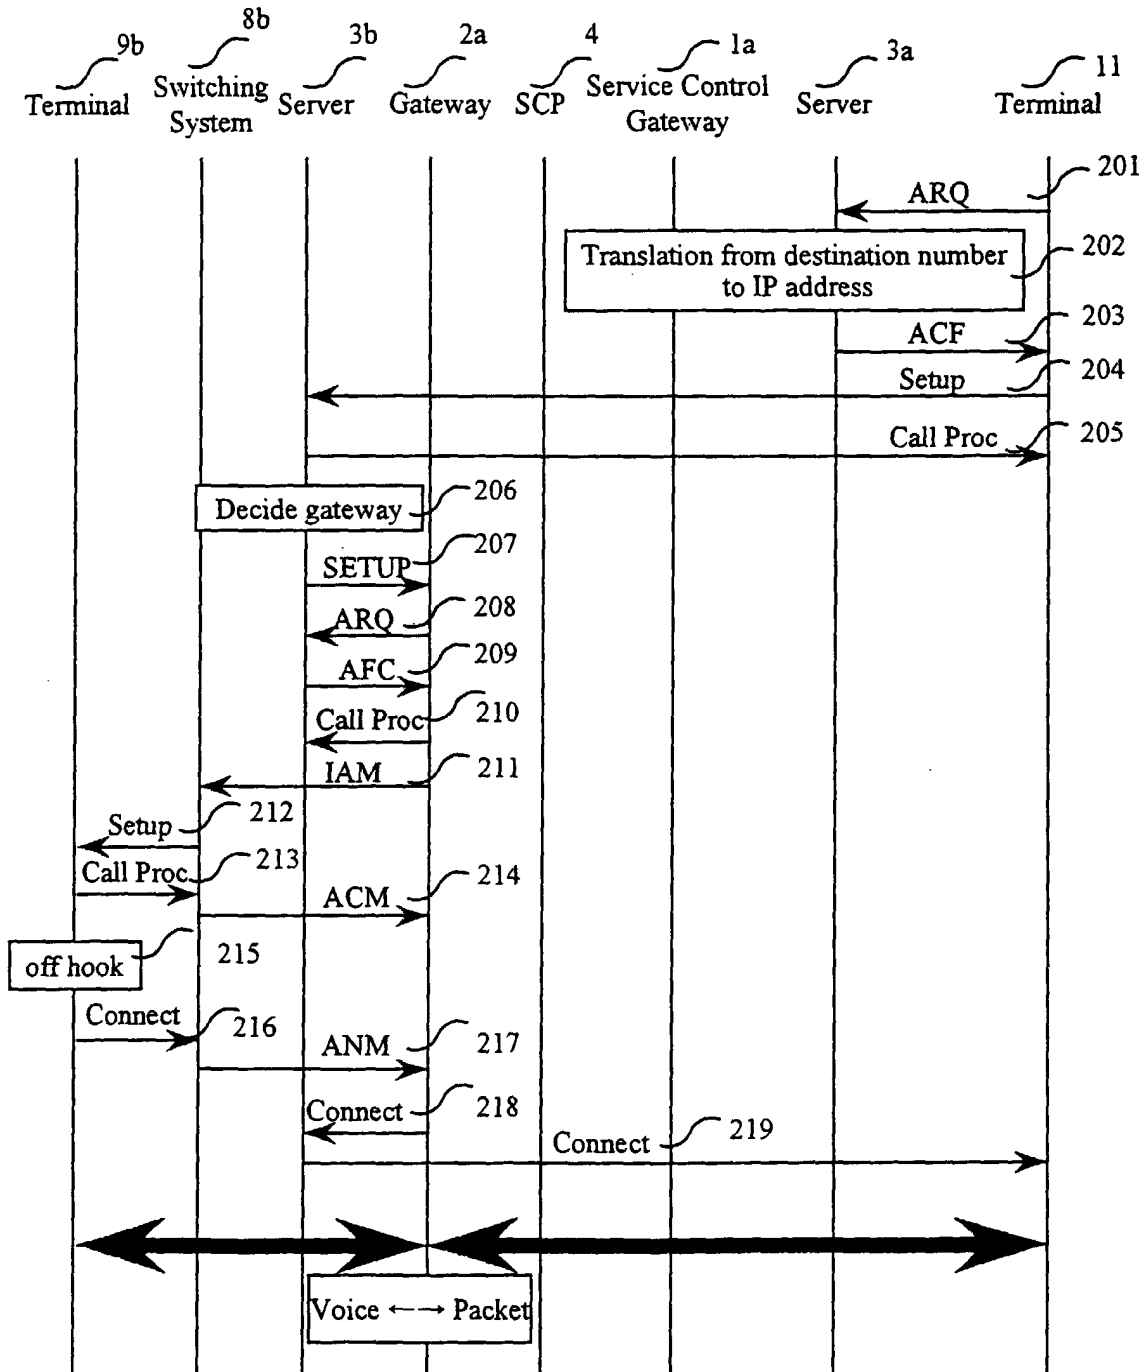 9b
8b
3b
2a
4
1a
3a
11
Terminal
Switching
System
Server
Gateway
SCP
Service Control
Gateway
Server
Terminal
201
ARQ
202
Translation from destination number
to IP address
203
ACF
204
Setup
205
Call Proc
206
Decide gateway
207
SETUP
208
ARQ
209
AFC
210
Call Proc
211
IAM
212
Setup
213
Call Proc
214
ACM
215
off hook
216
Connect
217
ANM
218
Connect
219
Connect
Voice ←--→ Packet